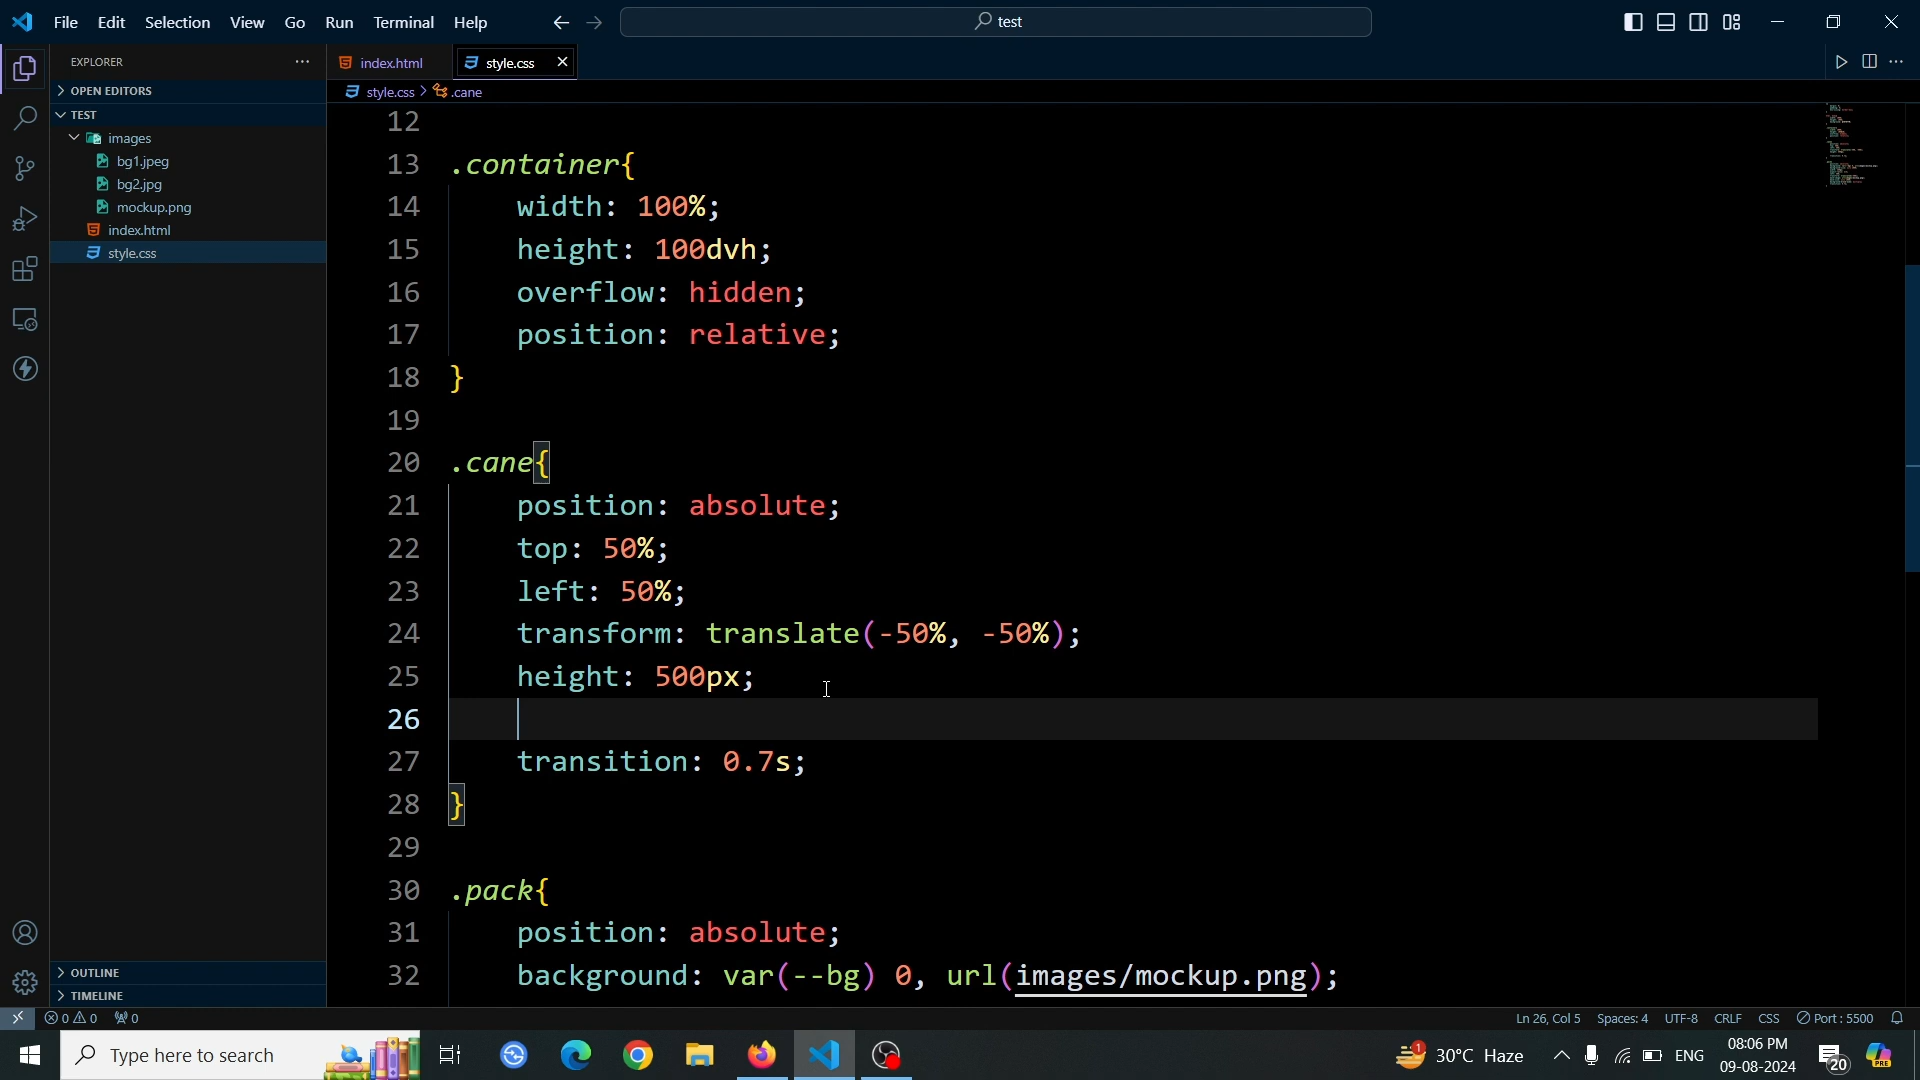 File Edit Selection View Go Run Terminal Help
test
EXPLORER
index.html
style.css
OPEN EDITORS
style.css > .cane
TEST
images
bg1.jpeg
bg2.jpg
mockup.png
index.html
style.css
OUTLINE
TIMELINE
12
13 .container{
14 width: 100%;
15 height: 100dvh;
16 overflow: hidden;
17 position: relative;
18 }
19
20 .cane{
21 position: absolute;
22 top: 50%;
23 left: 50%;
24 transform: translate(-50%, -50%);
25 height: 500px;
26
27 transition: 0.7s;
28 }
29
30 .pack{
31 position: absolute;
32 background: var(--bg) 0, url(images/mockup.png);
0 0 0
Ln 26, Col 5 Spaces: 4 UTF-8 CRLF CSS Port : 5500
Type here to search
1 30°C Haze
ENG
08:06 PM
09-08-2024
20
PRE